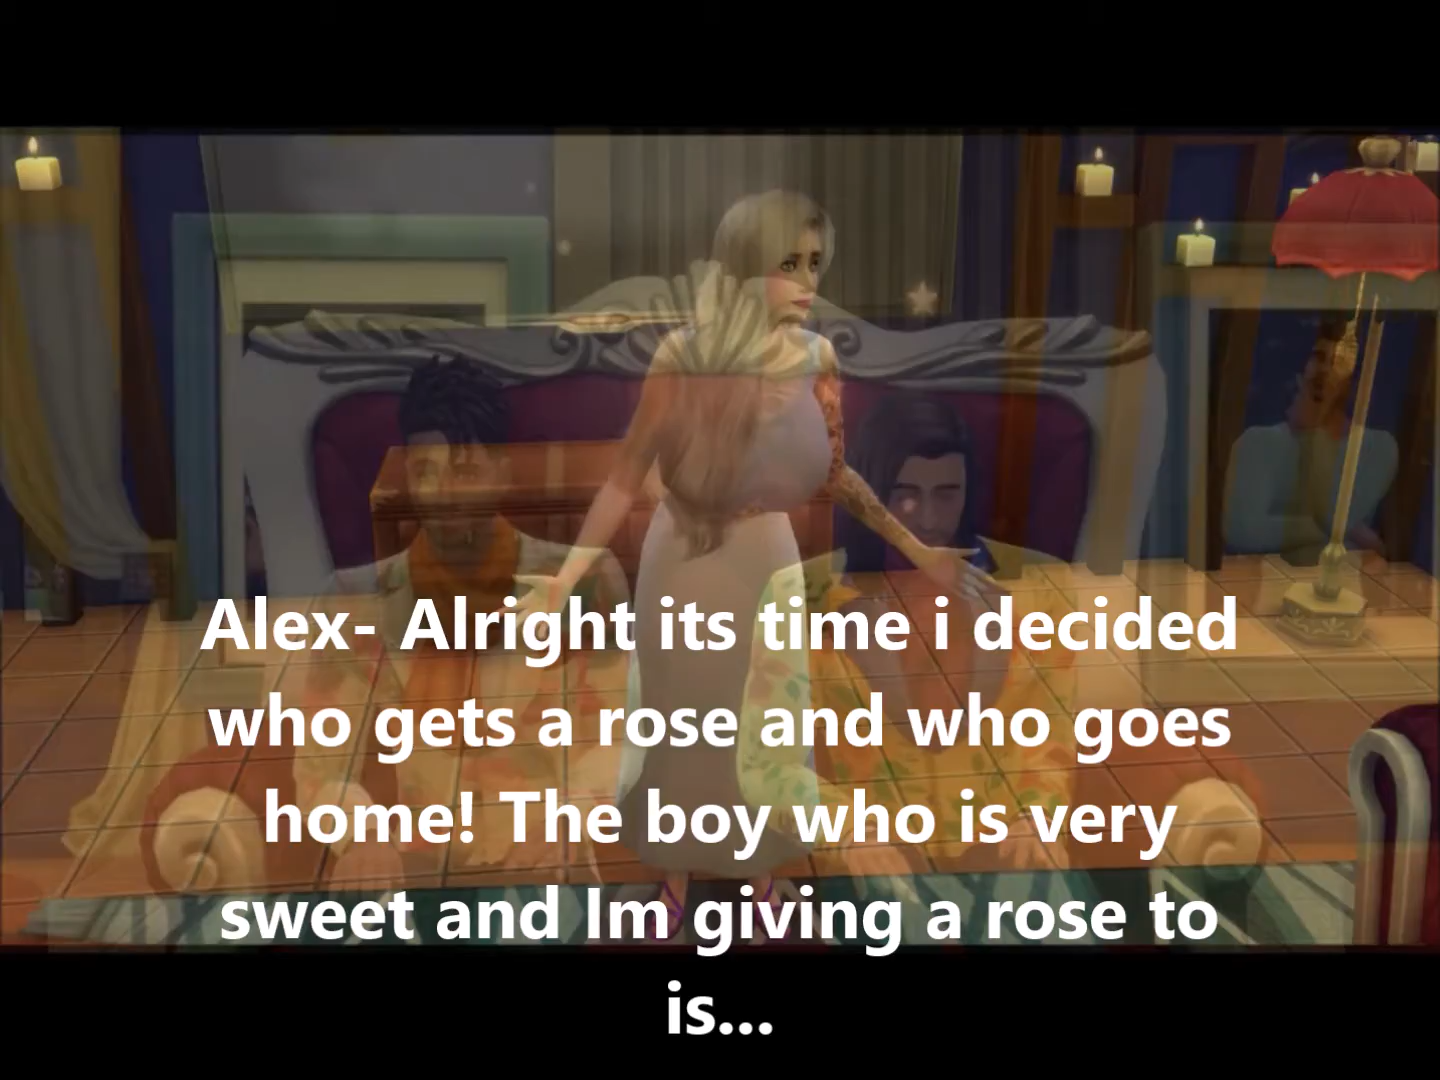 Alex- Alright its time i decided
who gets a rose and who goes
home! The boy who is very
sweet and Im giving a rose to
is...